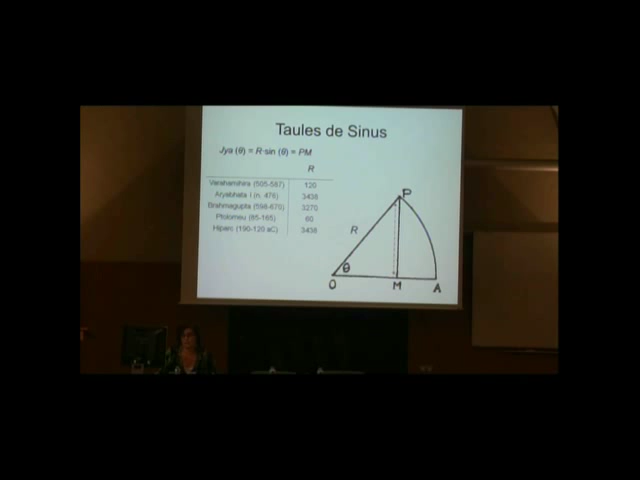 Taules de Sinus
Jya (θ) = R·sin (θ) = PM
R
Varahamihira (505-587) 120
Aryabhata I (n. 476) 3438
Brahmagupta (598-670) 3270
Ptolomeu (85-165) 60
Hiparc (190-120 aC) 3438
P
R
θ
O M A